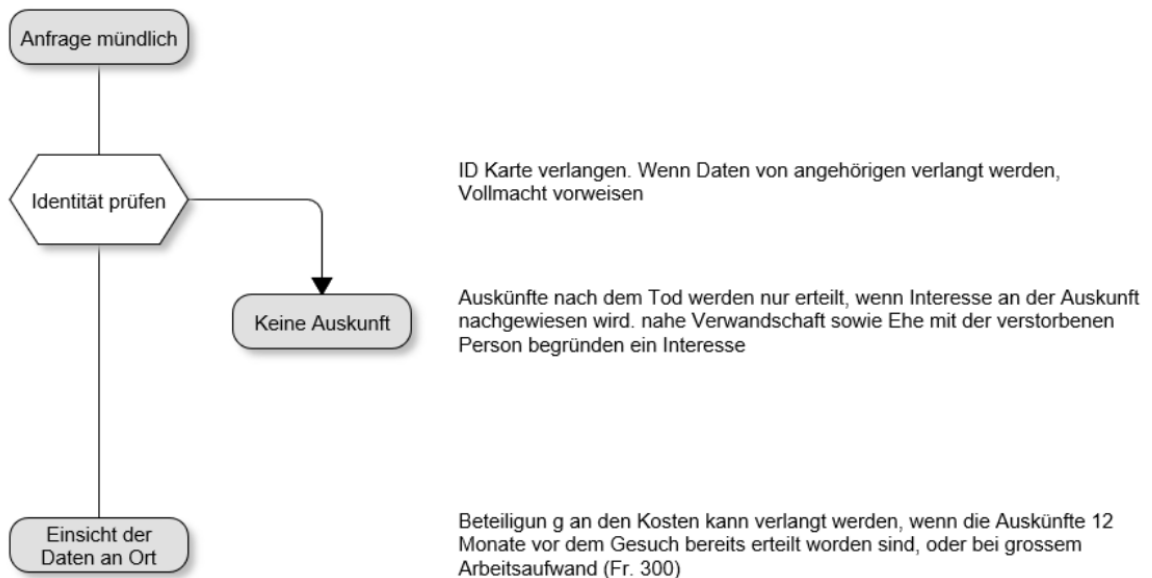 Anfrage mündlich
Identität prüfen
ID Karte verlangen. Wenn Daten von angehörigen verlangt werden,
Vollmacht vorweisen
Keine Auskunft
Auskünfte nach dem Tod werden nur erteilt, wenn Interesse an der Auskunft
nachgewiesen wird. nahe Verwandschaft sowie Ehe mit der verstorbenen
Person begründen ein Interesse
Einsicht der
Daten an Ort
Beteiligun g an den Kosten kann verlangt werden, wenn die Auskünfte 12
Monate vor dem Gesuch bereits erteilt worden sind, oder bei grossem
Arbeitsaufwand (Fr. 300)